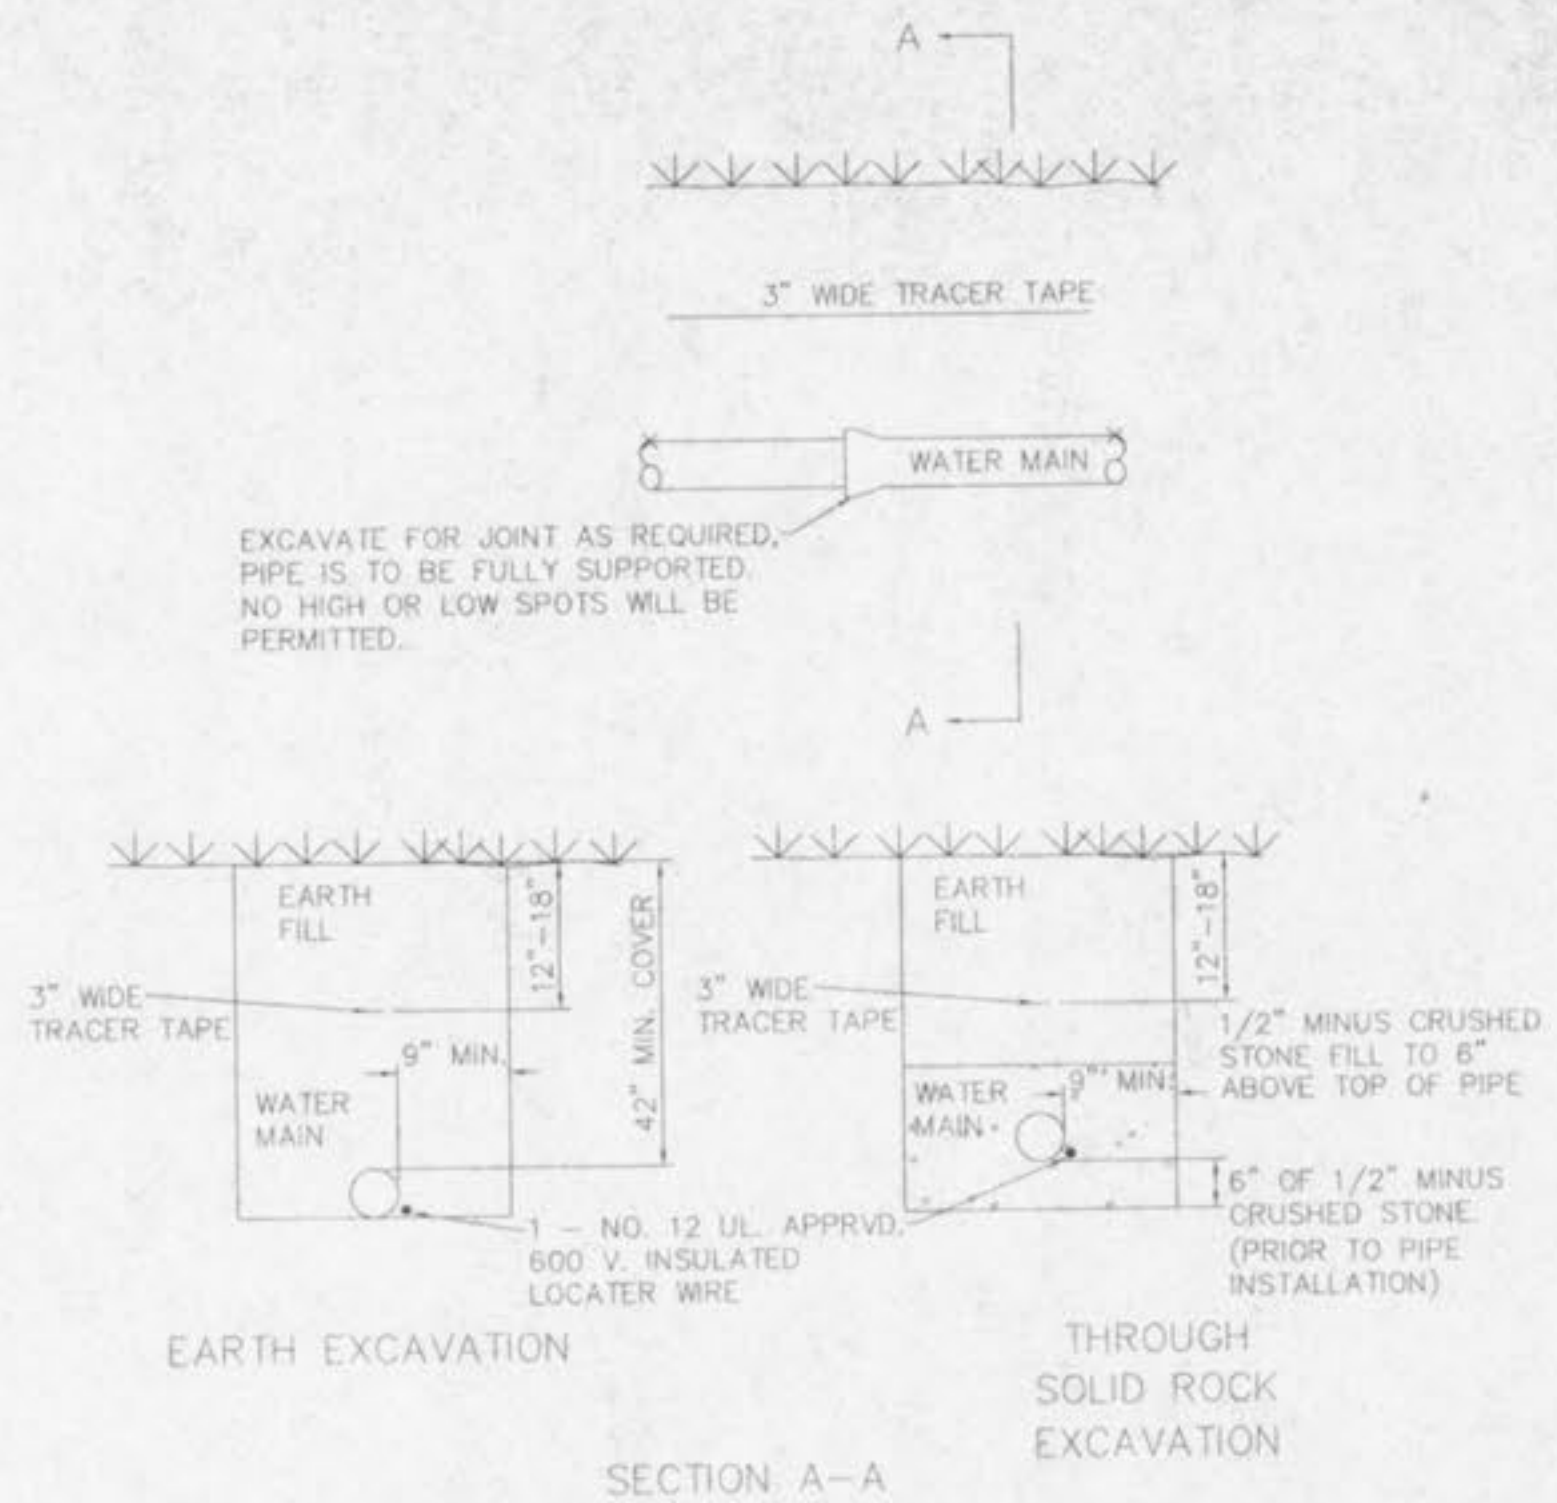 A
3" WIDE TRACER TAPE
WATER MAIN
EXCAVATE FOR JOINT AS REQUIRED,
PIPE IS TO BE FULLY SUPPORTED.
NO HIGH OR LOW SPOTS WILL BE
PERMITTED.
A
EARTH
FILL
12"-18"
42" MIN. COVER
3" WIDE
TRACER TAPE
9" MIN.
WATER
MAIN
EARTH
FILL
12"-18"
3" WIDE
TRACER TAPE
1/2" MINUS CRUSHED
STONE FILL TO 6"
ABOVE TOP OF PIPE
9" MIN.
WATER
MAIN
6" OF 1/2" MINUS
CRUSHED STONE.
(PRIOR TO PIPE
INSTALLATION)
1 - NO. 12 UL. APPRVD.
600 V. INSULATED
LOCATER WIRE
EARTH EXCAVATION
THROUGH
SOLID ROCK
EXCAVATION
SECTION A-A